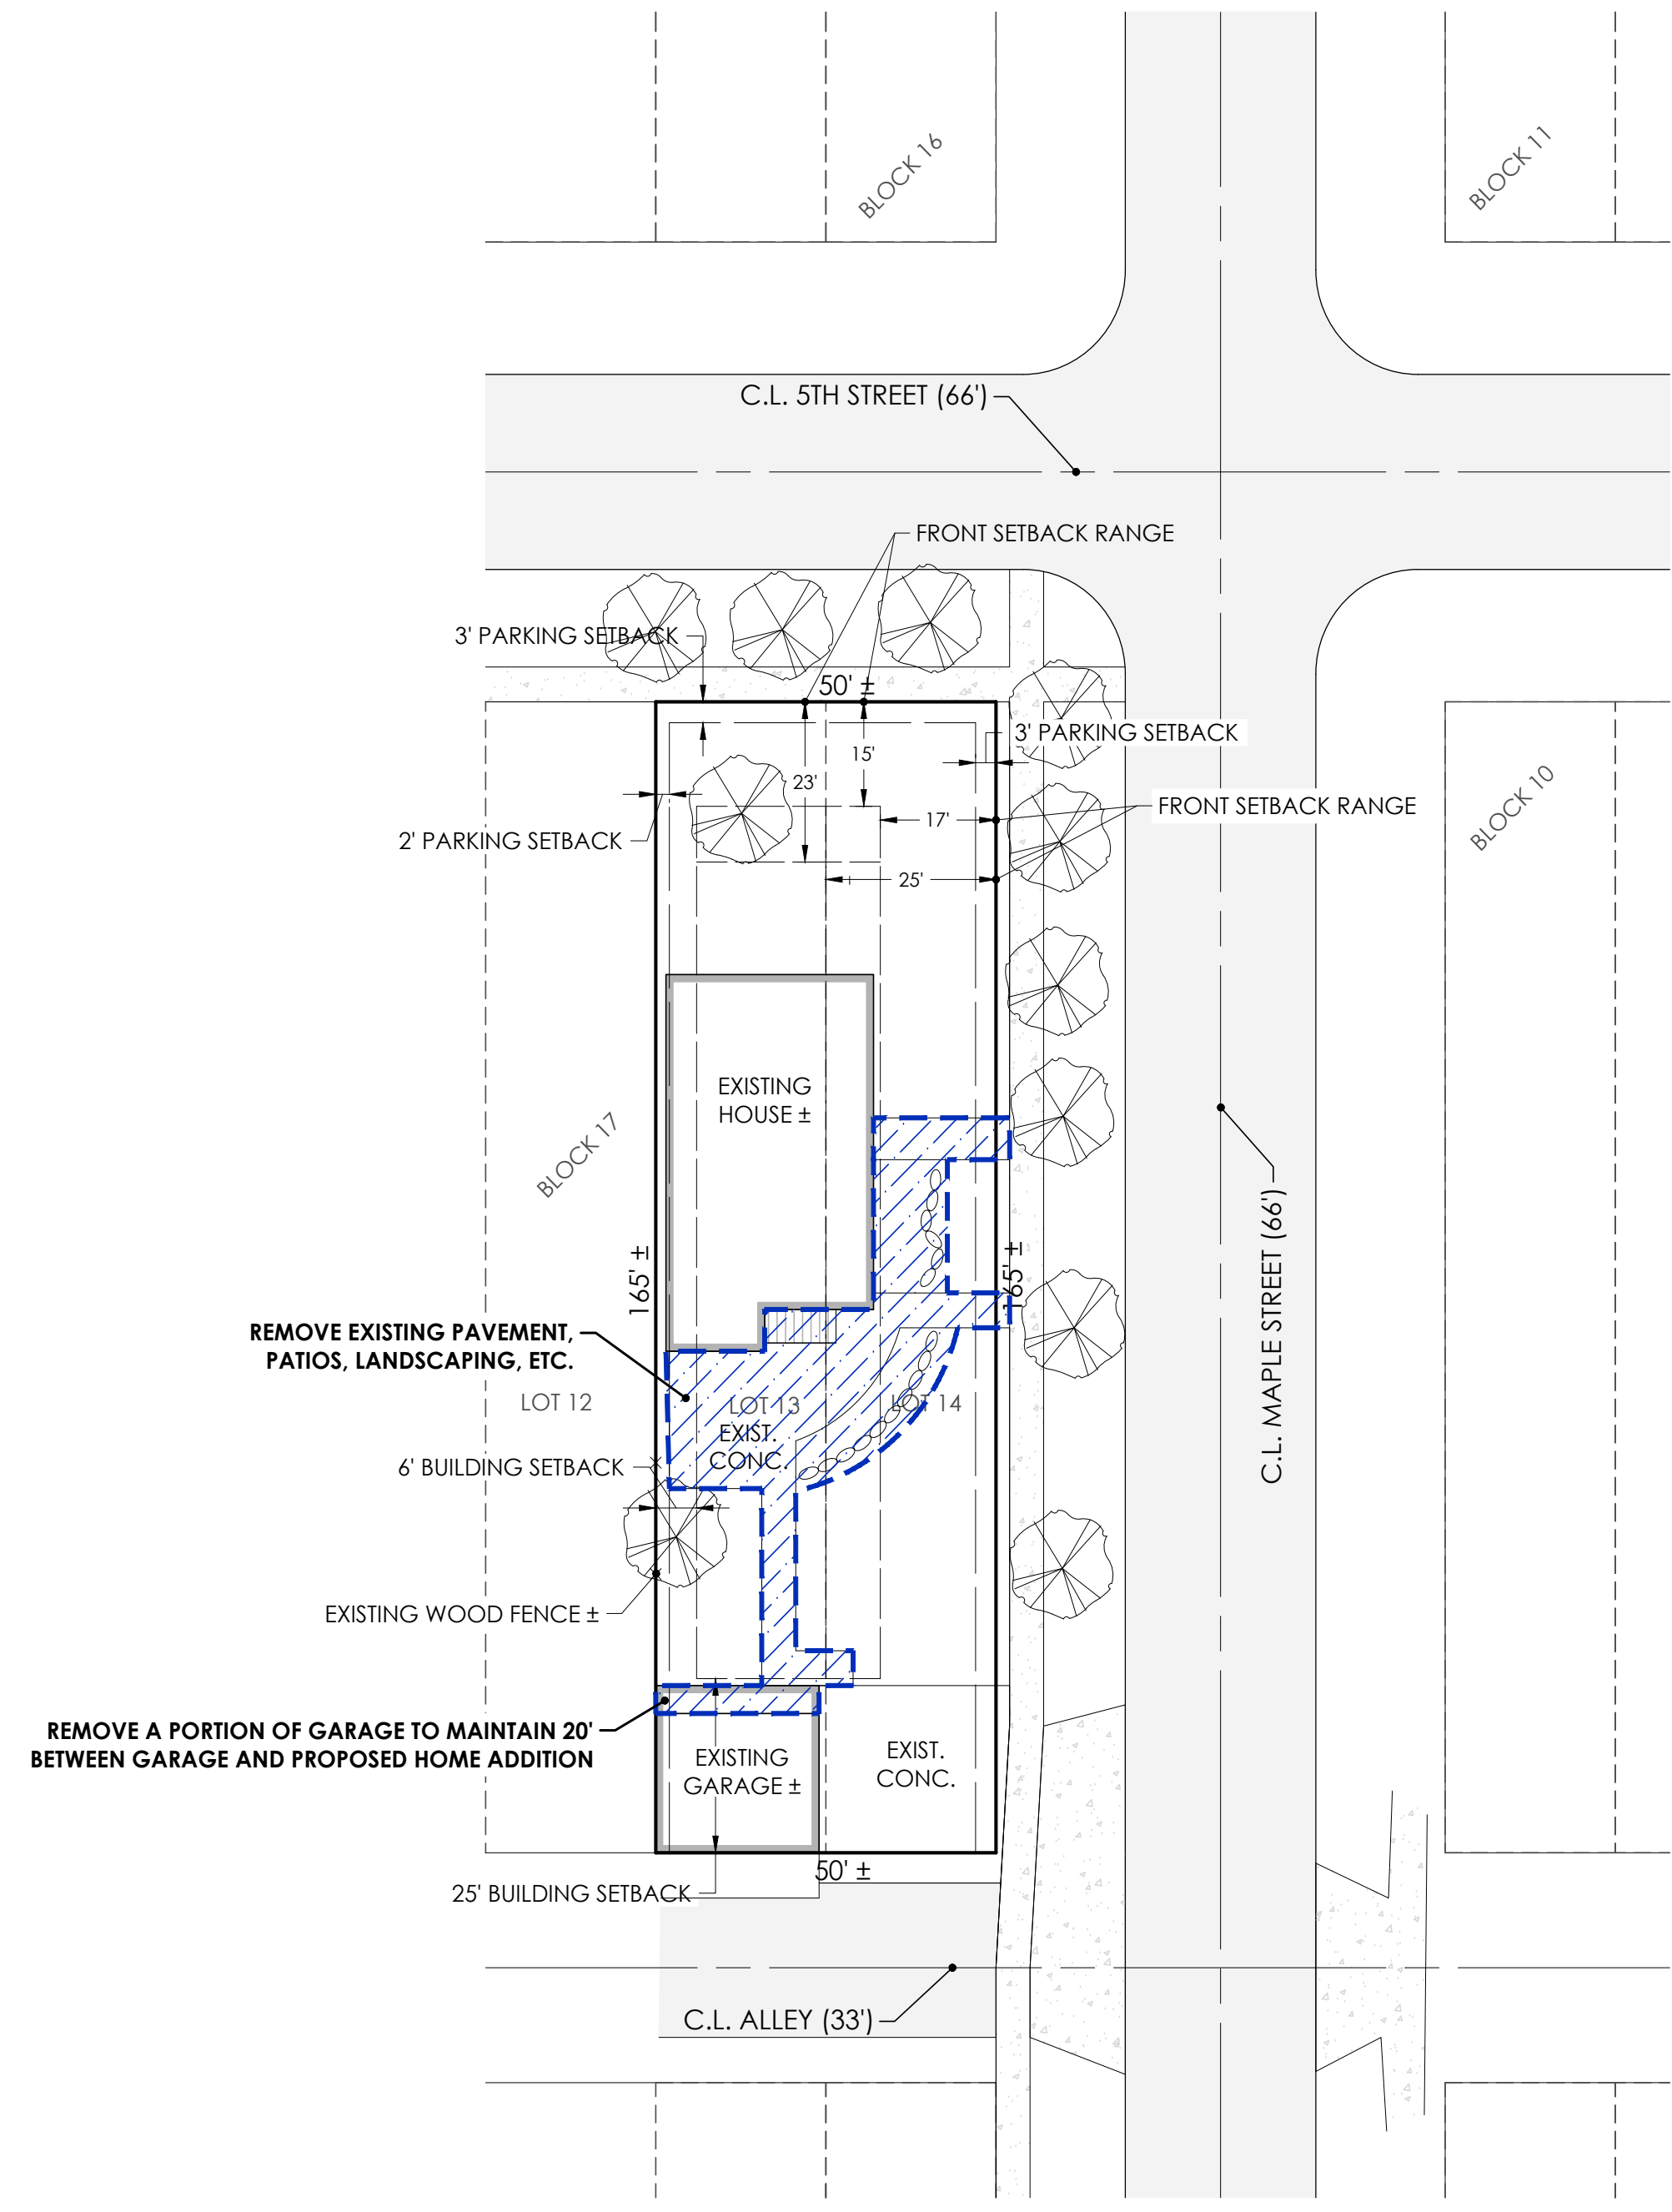 BLOCK 16
BLOCK 11
C.L. 5TH STREET (66')
FRONT SETBACK RANGE
3' PARKING SETBACK
50' ±
3' PARKING SETBACK
15'
23'
FRONT SETBACK RANGE
17'
2' PARKING SETBACK
25'
BLOCK 10
EXISTING
HOUSE ±
BLOCK 17
165' ±
165' ±
C.L. MAPLE STREET (66')
REMOVE EXISTING PAVEMENT,
PATIOS, LANDSCAPING, ETC.
LOT 12
LOT 13
LOT 14
EXIST.
CONC.
6' BUILDING SETBACK
EXISTING WOOD FENCE ±
REMOVE A PORTION OF GARAGE TO MAINTAIN 20'
BETWEEN GARAGE AND PROPOSED HOME ADDITION
EXISTING
GARAGE ±
EXIST.
CONC.
50' ±
25' BUILDING SETBACK
C.L. ALLEY (33')